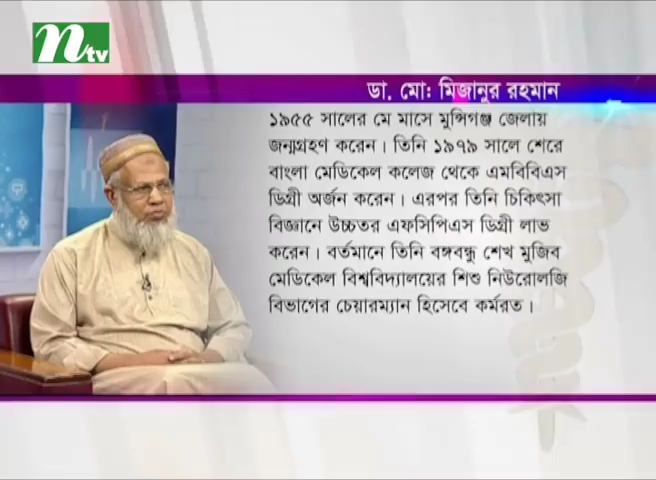 ntv
ডা. মো: মিজানুর রহমান
১৯৫৫ সালের মে মাসে মুন্সিগঞ্জ জেলায়
জন্মগ্রহণ করেন। তিনি ১৯৭৯ সালে শেরে
বাংলা মেডিকেল কলেজ থেকে এমবিবিএস
ডিগ্রী অর্জন করেন। এরপর তিনি চিকিৎসা
বিজ্ঞানে উচ্চতর এফসিপিএস ডিগ্রী লাভ
করেন। বর্তমানে তিনি বঙ্গবন্ধু শেখ মুজিব
মেডিকেল বিশ্ববিদ্যালয়ের শিশু নিউরোলজি
বিভাগের চেয়ারম্যান হিসেবে কর্মরত।